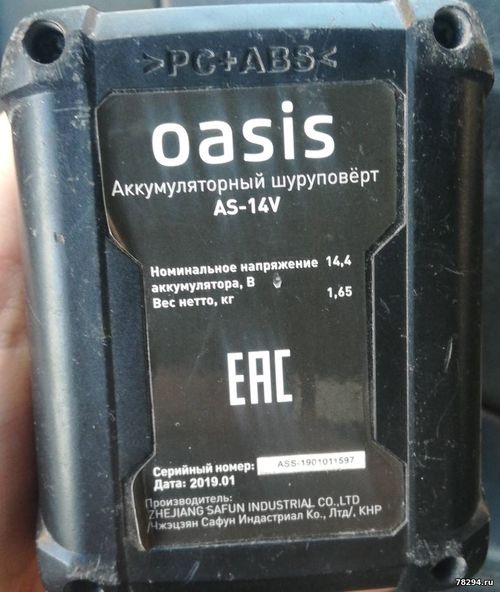 >PC+ABS<
oasis
Аккумуляторный шуруповёрт
AS-14V
Номинальное напряжение 14,4
аккумулятора, В
Вес нетто, кг 1,65
EAC
Серийный номер: ASS-1901011597
Дата: 2019.01
Производитель:
ZHEJIANG SAFUN INDUSTRIAL CO.,LTD
/Чжэцзян Сафун Индастриал Ко., Лтд/, КНР
78294.ru